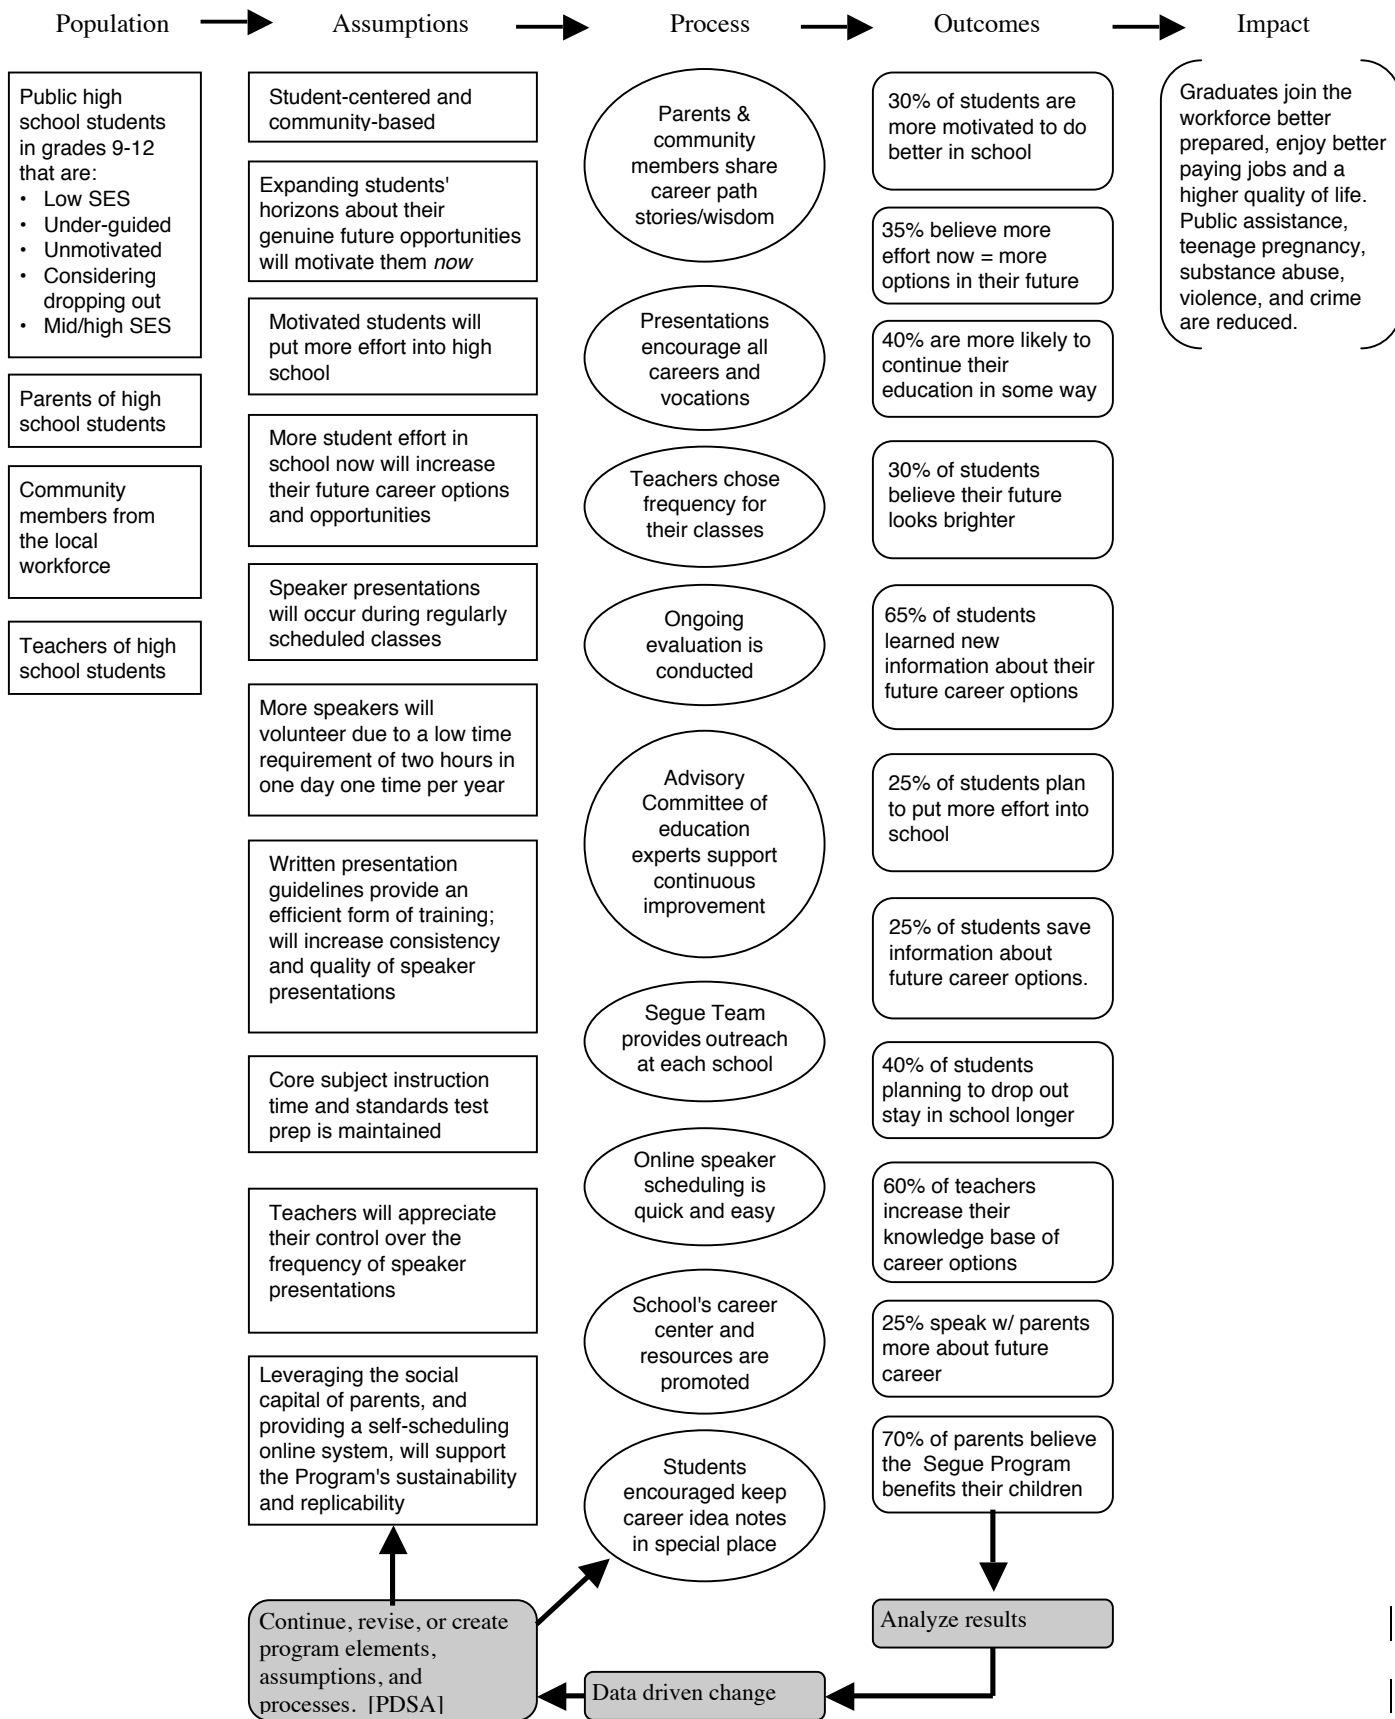 Population
Assumptions
Process
Outcomes
Impact
Public high
school students
in grades 9-12
that are:
• Low SES
• Under-guided
• Unmotivated
• Considering
dropping out
• Mid/high SES
Parents of high
school students
Community
members from
the local
workforce
Teachers of high
school students
Student-centered and
community-based
Expanding students'
horizons about their
genuine future opportunities
will motivate them now
Motivated students will
put more effort into high
school
More student effort in
school now will increase
their future career options
and opportunities
Speaker presentations
will occur during regularly
scheduled classes
More speakers will
volunteer due to a low time
requirement of two hours in
one day one time per year
Written presentation
guidelines provide an
efficient form of training;
will increase consistency
and quality of speaker
presentations
Core subject instruction
time and standards test
prep is maintained
Teachers will appreciate
their control over the
frequency of speaker
presentations
Leveraging the social
capital of parents, and
providing a self-scheduling
online system, will support
the Program's sustainability
and replicability
Parents &
community
members share
career path
stories/wisdom
Presentations
encourage all
careers and
vocations
Teachers chose
frequency for
their classes
Ongoing
evaluation is
conducted
Advisory
Committee of
education
experts support
continuous
improvement
Segue Team
provides outreach
at each school
Online speaker
scheduling is
quick and easy
School's career
center and
resources are
promoted
Students
encouraged keep
career idea notes
in special place
30% of students are
more motivated to do
better in school
35% believe more
effort now = more
options in their future
40% are more likely to
continue their
education in some way
30% of students
believe their future
looks brighter
65% of students
learned new
information about their
future career options
25% of students plan
to put more effort into
school
25% of students save
information about
future career options.
40% of students
planning to drop out
stay in school longer
60% of teachers
increase their
knowledge base of
career options
25% speak w/ parents
more about future
career
70% of parents believe
the Segue Program
benefits their children
Graduates join the
workforce better
prepared, enjoy better
paying jobs and a
higher quality of life.
Public assistance,
teenage pregnancy,
substance abuse,
violence, and crime
are reduced.
Analyze results
Data driven change
Continue, revise, or create
program elements,
assumptions, and
processes. [PDSA]